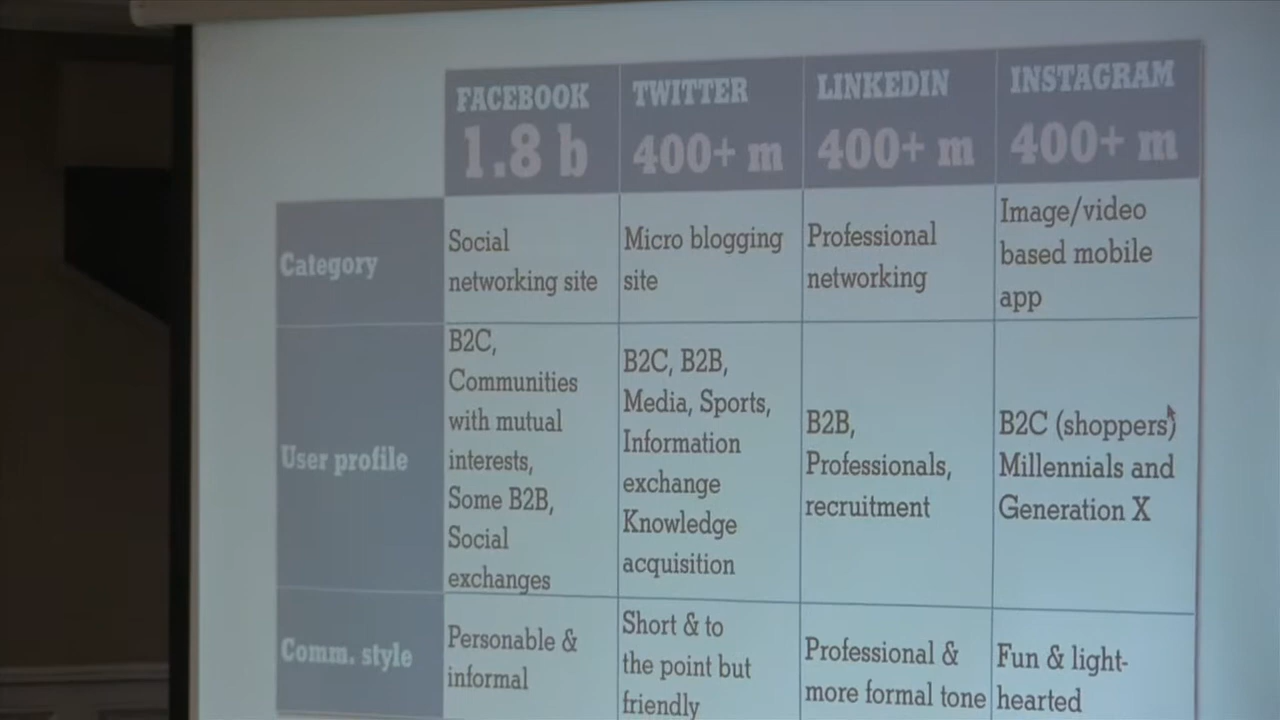 FACEBOOK
1.8 b
TWITTER
400+ m
LINKEDIN
400+ m
INSTAGRAM
400+ m
Category
Social
networking site
Micro blogging
site
Professional
networking
Image/video
based mobile
app
User profile
B2C,
Communities
with mutual
interests,
Some B2B,
Social
exchanges
B2C, B2B,
Media, Sports,
Information
exchange
Knowledge
acquisition
B2B,
Professionals,
recruitment
B2C (shoppers)
Millennials and
Generation X
Comm. style
Personable &
informal
Short & to
the point but
friendly
Professional &
more formal tone
Fun & light-
hearted